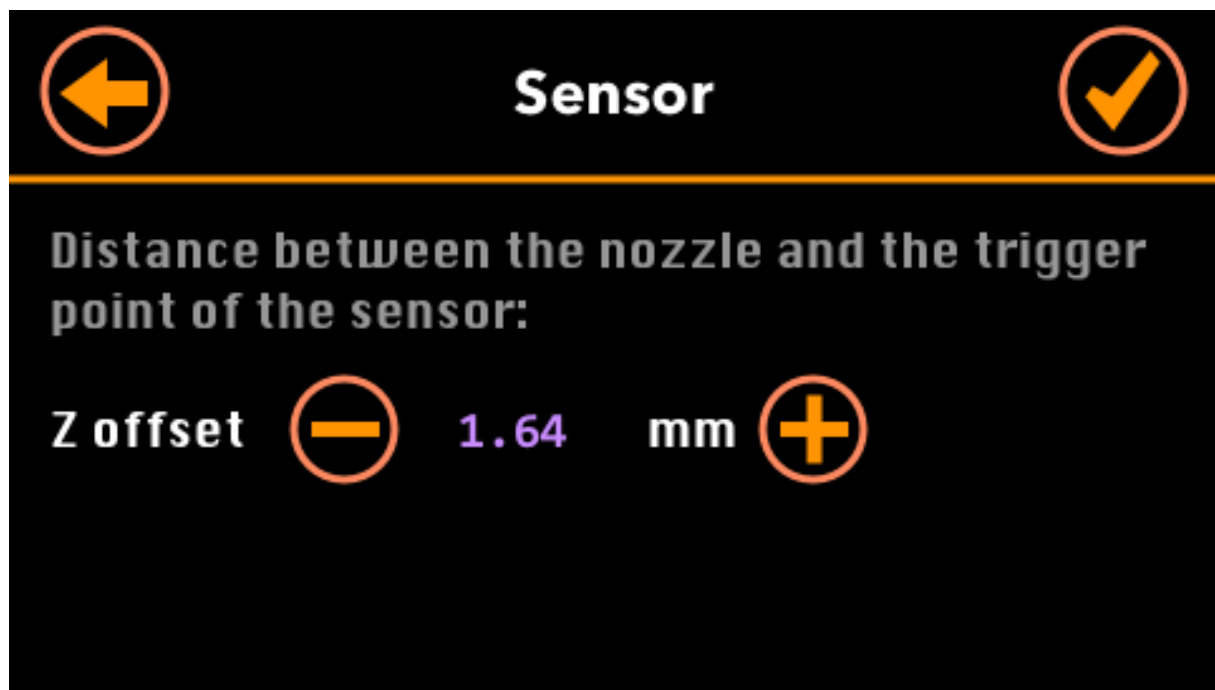 Sensor
Distance between the nozzle and the trigger
point of the sensor:
Z offset 1.64 mm